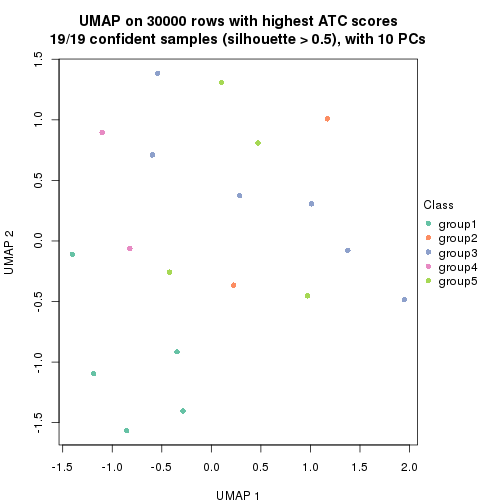 UMAP on 30000 rows with highest ATC scores
19/19 confident samples (silhouette > 0.5), with 10 PCs
1.5
1.0
0.5
0.0
-0.5
-1.0
-1.5
UMAP 2
-1.5 -1.0 -0.5 0.0 0.5 1.0 1.5 2.0
UMAP 1
Class
group1
group2
group3
group4
group5